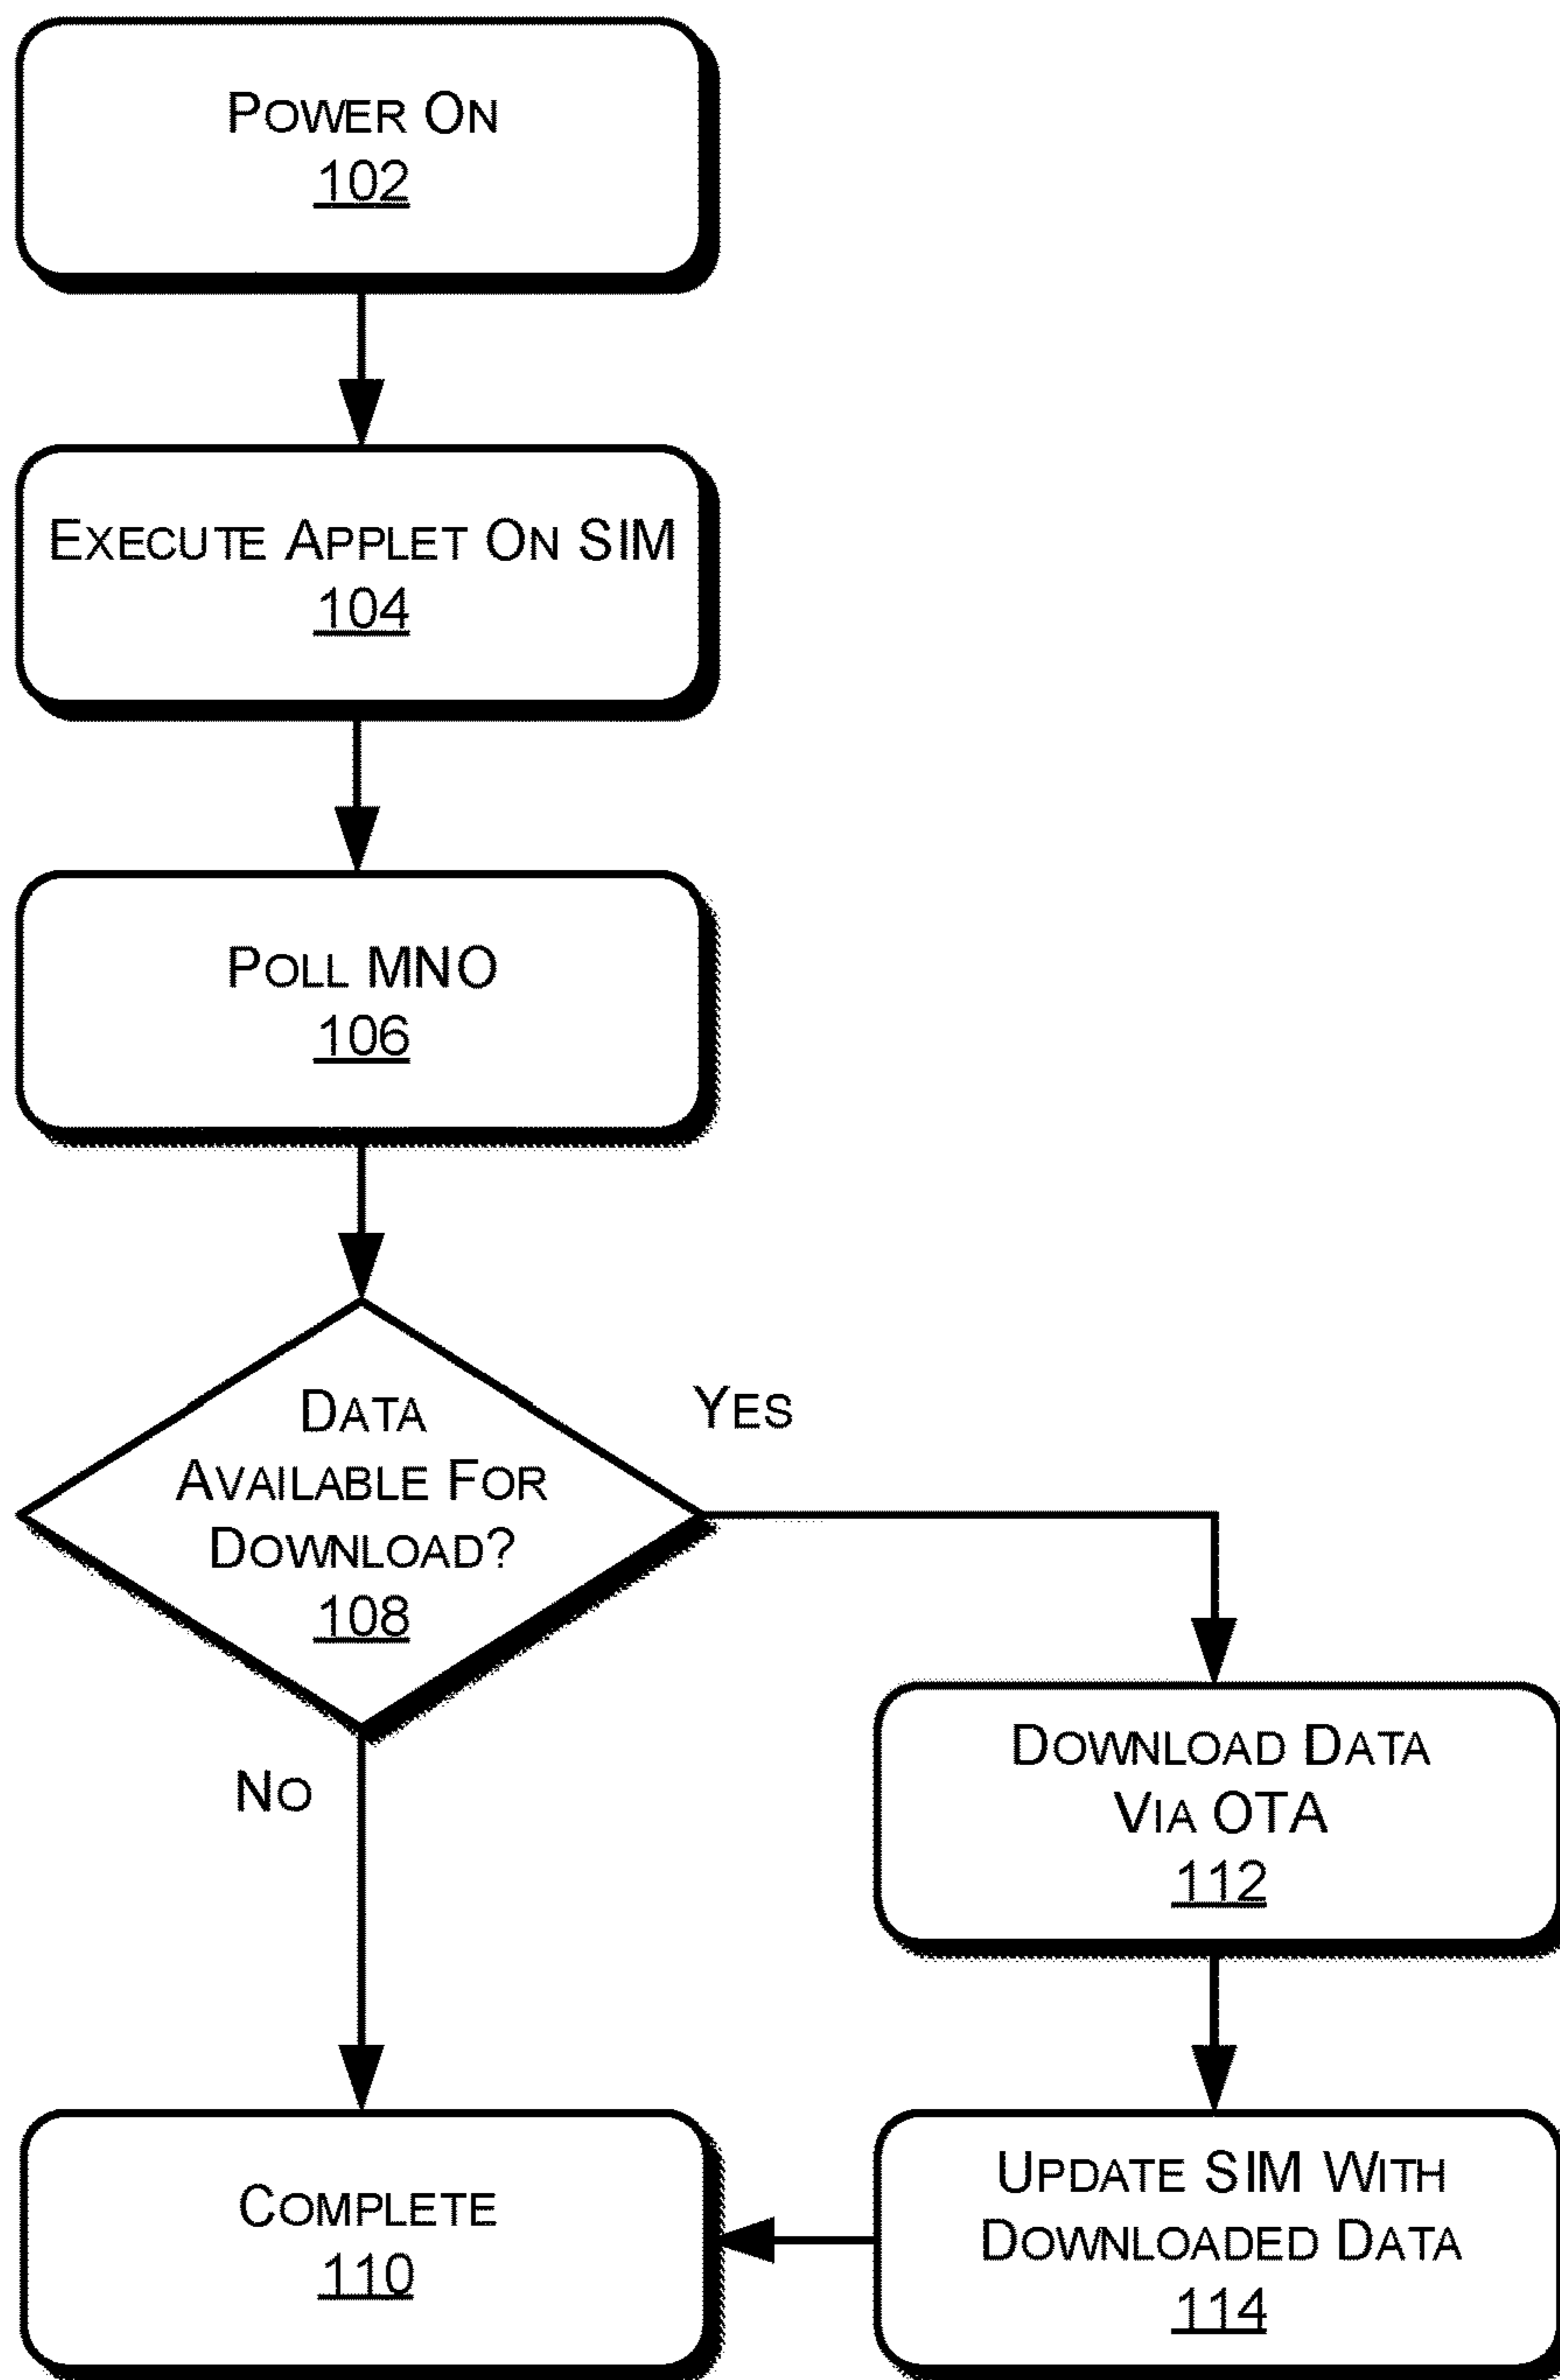 POWER ON
102
EXECUTE APPLET ON SIM
104
POLL MNO
106
DATA
AVAILABLE FOR
DOWNLOAD?
108
YES
NO
DOWNLOAD DATA
VIA OTA
112
UPDATE SIM WITH
DOWNLOADED DATA
114
COMPLETE
110